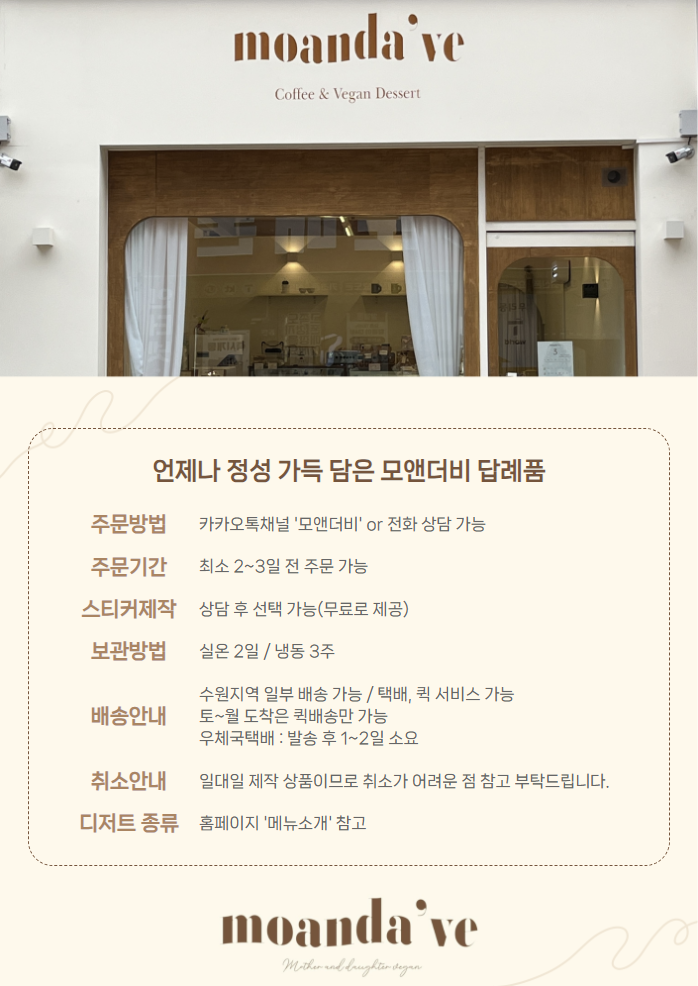 moanda've
Coffee & Vegan Dessert
언제나 정성 가득 담은 모앤더비 답례품
주문방법 카카오톡채널 '모앤더비' or 전화 상담 가능
주문기간 최소 2~3일 전 주문 가능
스티커제작 상담 후 선택 가능(무료로 제공)
보관방법 실온 2일 / 냉동 3주
배송안내 수원지역 일부 배송 가능 / 택배, 퀵 서비스 가능
토~월 도착은 퀵배송만 가능
우체국택배 : 발송 후 1~2일 소요
취소안내 일대일 제작 상품이므로 취소가 어려운 점 참고 부탁드립니다.
디저트 종류 홈페이지 '메뉴소개' 참고
moanda've
Mother and daughter vegan